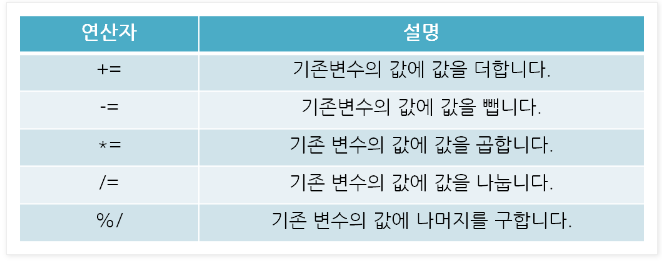 연산자 설명
+= 기존변수의 값에 값을 더합니다.
-= 기존변수의 값에 값을 뺍니다.
*= 기존 변수의 값에 값을 곱합니다.
/= 기존 변수의 값에 값을 나눕니다.
%/ 기존 변수의 값에 나머지를 구합니다.